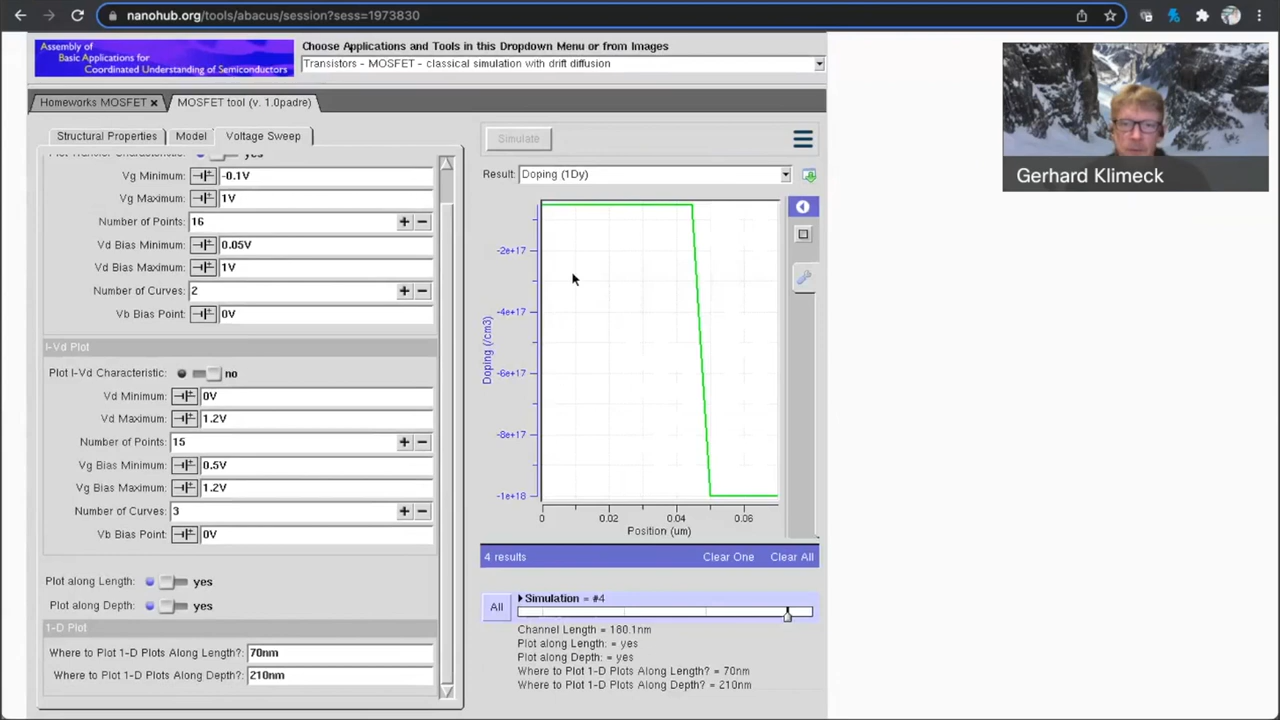 nanohub.org/tools/abacus/session?sess=1973830
Assembly of
Basic Applications for
Coordinated Understanding of Semiconductors
Choose Applications and Tools in this Dropdown Menu or from Images
Transistors - MOSFET - classical simulation with drift diffusion
Homeworks MOSFET ×
MOSFET tool (v. 1.0padre)
Structural Properties
Model
Voltage Sweep
Plot Transfer Characteristic: yes
Vg Minimum: -0.1V
Vg Maximum: 1V
Number of Points: 16
Vd Bias Minimum: 0.05V
Vd Bias Maximum: 1V
Number of Curves: 2
Vb Bias Point: 0V
I-Vd Plot
Plot I-Vd Characteristic: no
Vd Minimum: 0V
Vd Maximum: 1.2V
Number of Points: 15
Vg Bias Minimum: 0.5V
Vg Bias Maximum: 1.2V
Number of Curves: 3
Vb Bias Point: 0V
Plot along Length: yes
Plot along Depth: yes
1-D Plot
Where to Plot 1-D Plots Along Length?: 70nm
Where to Plot 1-D Plots Along Depth?: 210nm
Simulate
Result: Doping (1Dy)
Doping (/cm3)
-2e+17
-4e+17
-6e+17
-8e+17
-1e+18
0
0.02
0.04
0.06
Position (um)
4 results
Clear One
Clear All
All
Simulation = #4
Channel Length = 180.1nm
Plot along Length: = yes
Plot along Depth: = yes
Where to Plot 1-D Plots Along Length? = 70nm
Where to Plot 1-D Plots Along Depth? = 210nm
Gerhard Klimeck